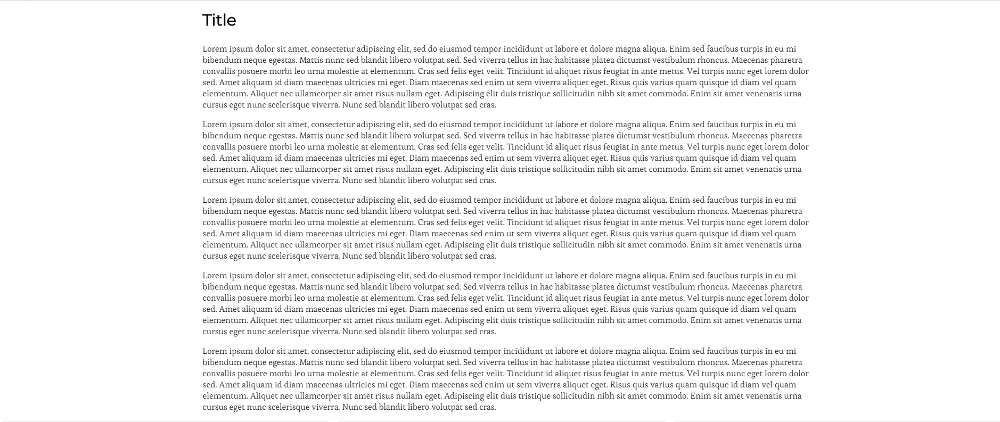 Title
Lorem ipsum dolor sit amet, consectetur adipiscing elit, sed do eiusmod tempor incididunt ut labore et dolore magna aliqua. Enim sed faucibus turpis in eu mi
bibendum neque egestas. Mattis nunc sed blandit libero volutpat sed. Sed viverra tellus in hac habitasse platea dictumst vestibulum rhoncus. Maecenas pharetra
convallis posuere morbi leo urna molestie at elementum. Cras sed felis eget velit. Tincidunt id aliquet risus feugiat in ante metus. Vel turpis nunc eget lorem dolor
sed. Amet aliquam id diam maecenas ultricies mi eget. Diam maecenas sed enim ut sem viverra aliquet eget. Risus quis varius quam quisque id diam vel quam
elementum. Aliquet nec ullamcorper sit amet risus nullam eget. Adipiscing elit duis tristique sollicitudin nibh sit amet commodo. Enim sit amet venenatis urna
cursus eget nunc scelerisque viverra. Nunc sed blandit libero volutpat sed cras.
Lorem ipsum dolor sit amet, consectetur adipiscing elit, sed do eiusmod tempor incididunt ut labore et dolore magna aliqua. Enim sed faucibus turpis in eu mi
bibendum neque egestas. Mattis nunc sed blandit libero volutpat sed. Sed viverra tellus in hac habitasse platea dictumst vestibulum rhoncus. Maecenas pharetra
convallis posuere morbi leo urna molestie at elementum. Cras sed felis eget velit. Tincidunt id aliquet risus feugiat in ante metus. Vel turpis nunc eget lorem dolor
sed. Amet aliquam id diam maecenas ultricies mi eget. Diam maecenas sed enim ut sem viverra aliquet eget. Risus quis varius quam quisque id diam vel quam
elementum. Aliquet nec ullamcorper sit amet risus nullam eget. Adipiscing elit duis tristique sollicitudin nibh sit amet commodo. Enim sit amet venenatis urna
cursus eget nunc scelerisque viverra. Nunc sed blandit libero volutpat sed cras.
Lorem ipsum dolor sit amet, consectetur adipiscing elit, sed do eiusmod tempor incididunt ut labore et dolore magna aliqua. Enim sed faucibus turpis in eu mi
bibendum neque egestas. Mattis nunc sed blandit libero volutpat sed. Sed viverra tellus in hac habitasse platea dictumst vestibulum rhoncus. Maecenas pharetra
convallis posuere morbi leo urna molestie at elementum. Cras sed felis eget velit. Tincidunt id aliquet risus feugiat in ante metus. Vel turpis nunc eget lorem dolor
sed. Amet aliquam id diam maecenas ultricies mi eget. Diam maecenas sed enim ut sem viverra aliquet eget. Risus quis varius quam quisque id diam vel quam
elementum. Aliquet nec ullamcorper sit amet risus nullam eget. Adipiscing elit duis tristique sollicitudin nibh sit amet commodo. Enim sit amet venenatis urna
cursus eget nunc scelerisque viverra. Nunc sed blandit libero volutpat sed cras.
Lorem ipsum dolor sit amet, consectetur adipiscing elit, sed do eiusmod tempor incididunt ut labore et dolore magna aliqua. Enim sed faucibus turpis in eu mi
bibendum neque egestas. Mattis nunc sed blandit libero volutpat sed. Sed viverra tellus in hac habitasse platea dictumst vestibulum rhoncus. Maecenas pharetra
convallis posuere morbi leo urna molestie at elementum. Cras sed felis eget velit. Tincidunt id aliquet risus feugiat in ante metus. Vel turpis nunc eget lorem dolor
sed. Amet aliquam id diam maecenas ultricies mi eget. Diam maecenas sed enim ut sem viverra aliquet eget. Risus quis varius quam quisque id diam vel quam
elementum. Aliquet nec ullamcorper sit amet risus nullam eget. Adipiscing elit duis tristique sollicitudin nibh sit amet commodo. Enim sit amet venenatis urna
cursus eget nunc scelerisque viverra. Nunc sed blandit libero volutpat sed cras.
Lorem ipsum dolor sit amet, consectetur adipiscing elit, sed do eiusmod tempor incididunt ut labore et dolore magna aliqua. Enim sed faucibus turpis in eu mi
bibendum neque egestas. Mattis nunc sed blandit libero volutpat sed. Sed viverra tellus in hac habitasse platea dictumst vestibulum rhoncus. Maecenas pharetra
convallis posuere morbi leo urna molestie at elementum. Cras sed felis eget velit. Tincidunt id aliquet risus feugiat in ante metus. Vel turpis nunc eget lorem dolor
sed. Amet aliquam id diam maecenas ultricies mi eget. Diam maecenas sed enim ut sem viverra aliquet eget. Risus quis varius quam quisque id diam vel quam
elementum. Aliquet nec ullamcorper sit amet risus nullam eget. Adipiscing elit duis tristique sollicitudin nibh sit amet commodo. Enim sit amet venenatis urna
cursus eget nunc scelerisque viverra. Nunc sed blandit libero volutpat sed cras.